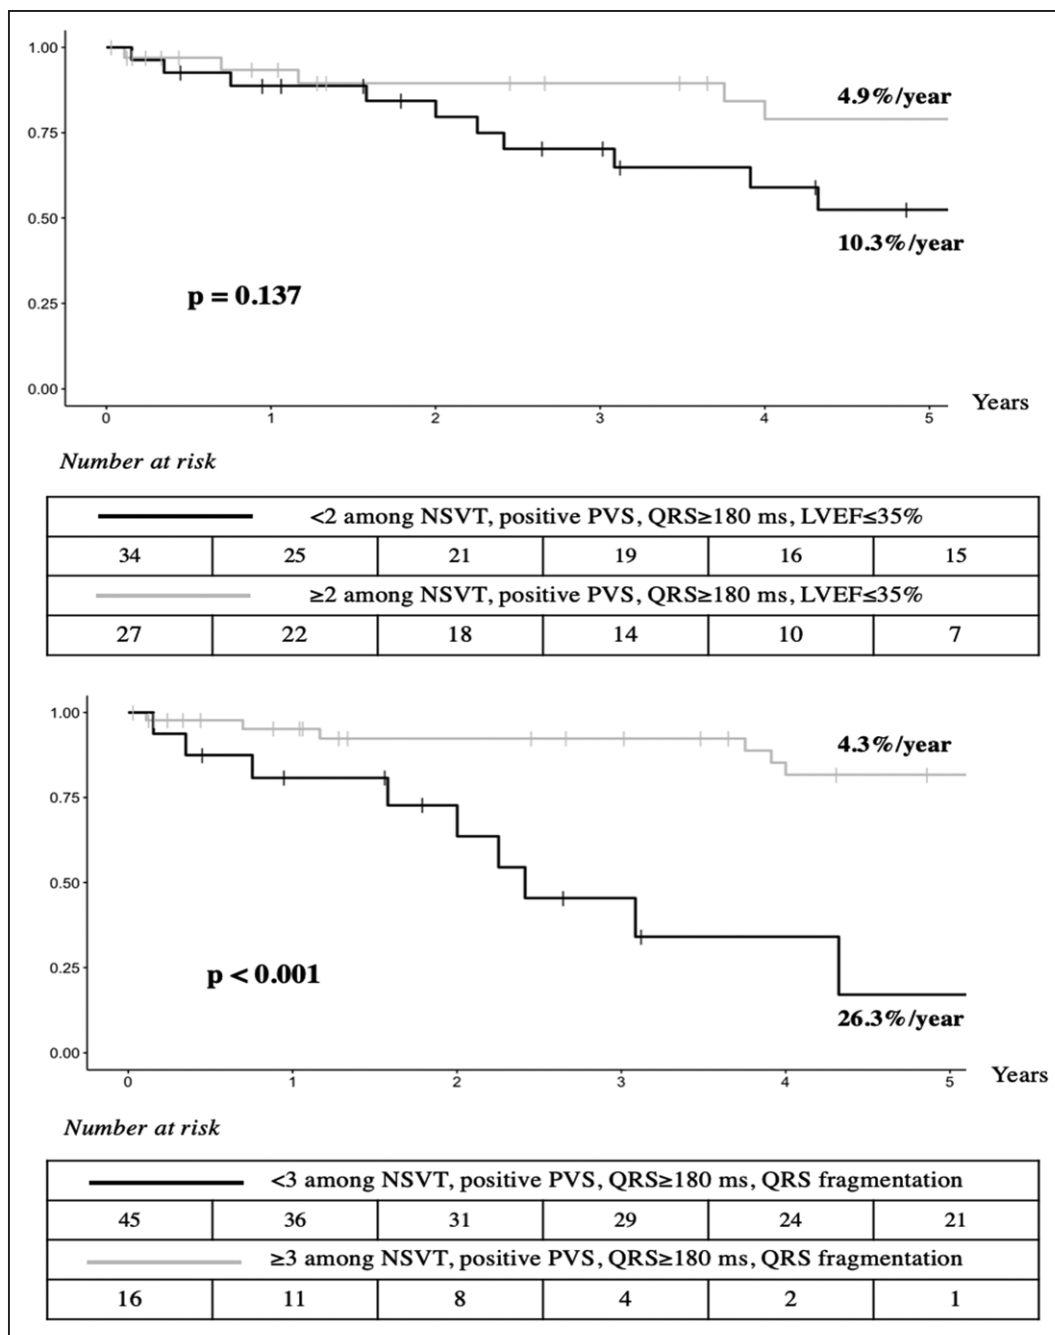 1.00
4.9%/year
0.75
0.50
10.3%/year
p = 0.137
0.25
0.00
Years
0 1 2 3 4 5
Number at risk
<2 among NSVT, positive PVS, QRS≥180 ms, LVEF≤35%
34 25 21 19 16 15
≥2 among NSVT, positive PVS, QRS≥180 ms, LVEF≤35%
27 22 18 14 10 7
1.00
4.3%/year
0.75
0.50
p < 0.001
0.25
26.3%/year
0.00
Years
0 1 2 3 4 5
Number at risk
<3 among NSVT, positive PVS, QRS≥180 ms, QRS fragmentation
45 36 31 29 24 21
≥3 among NSVT, positive PVS, QRS≥180 ms, QRS fragmentation
16 11 8 4 2 1